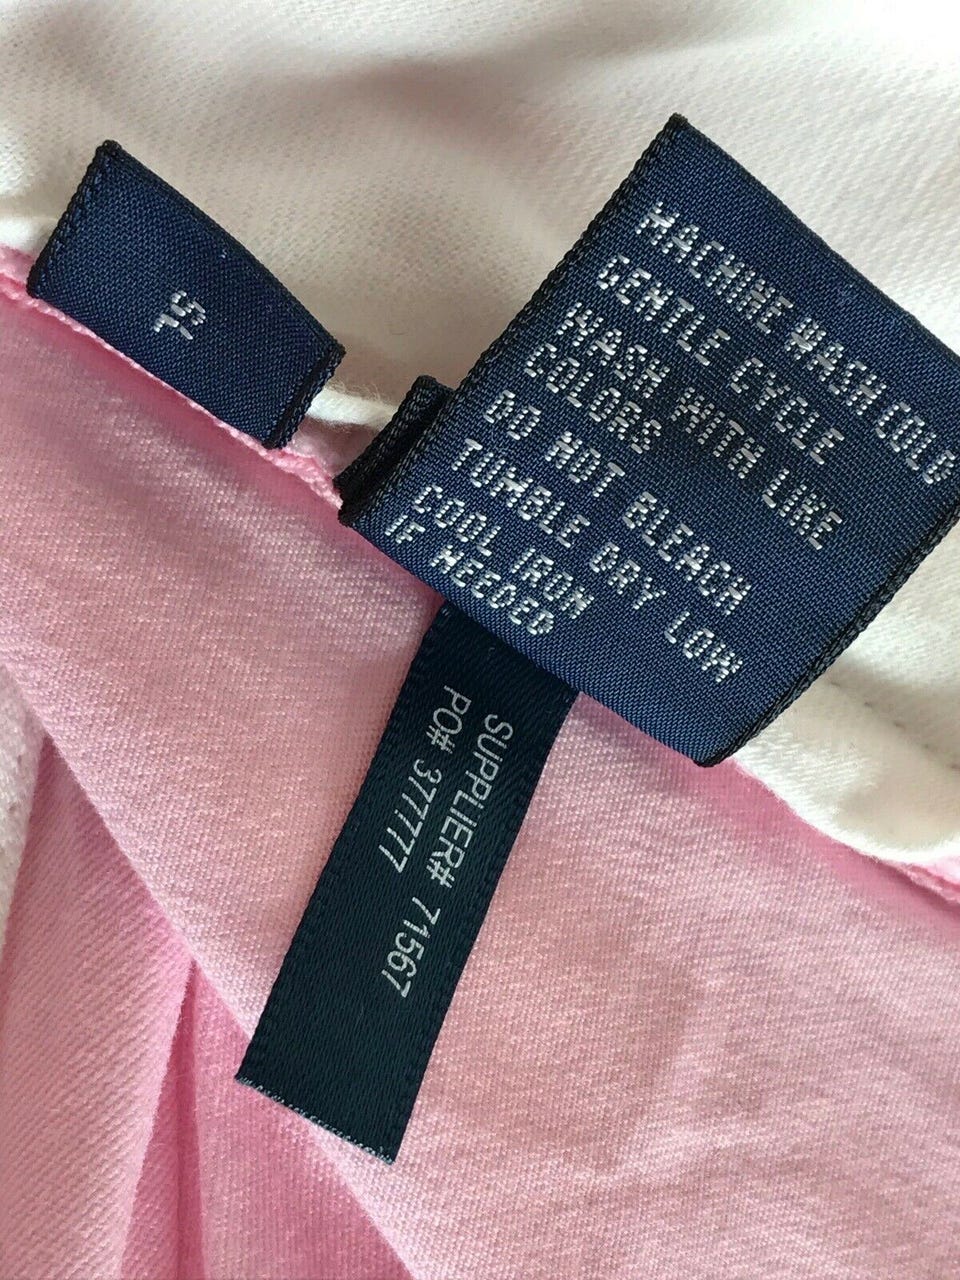 5L
MACHINE WASH COLD
GENTLE CYCLE
WASH WITH LIKE
COLORS
DO NOT BLEACH
TUMBLE DRY LOW
COOL IRON
IF NEEDED
SUPPLIER# 71567
PO# 377777